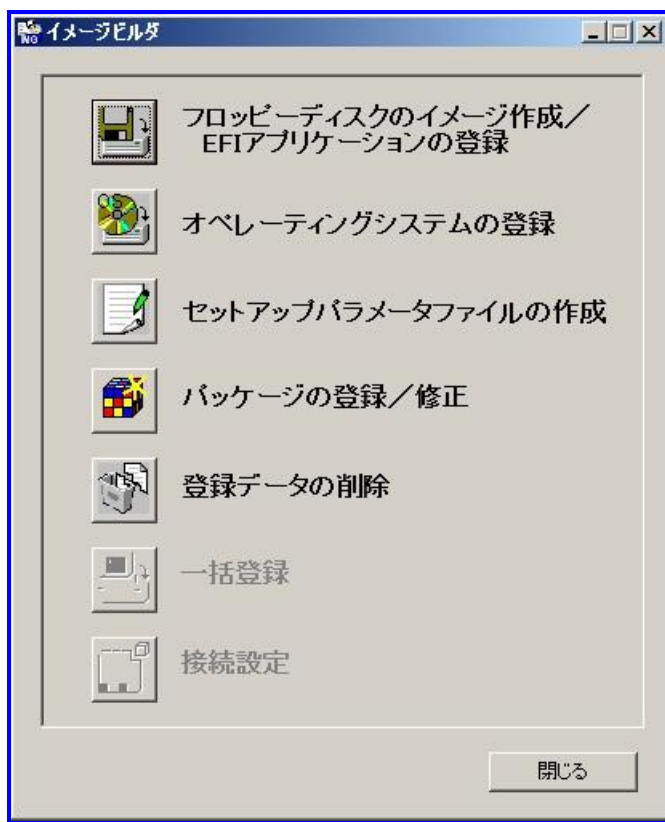 イメージビルダ
フロッピーディスクのイメージ作成／
EFIアプリケーションの登録
オペレーティングシステムの登録
セットアップパラメータファイルの作成
パッケージの登録／修正
登録データの削除
一括登録
接続設定
閉じる